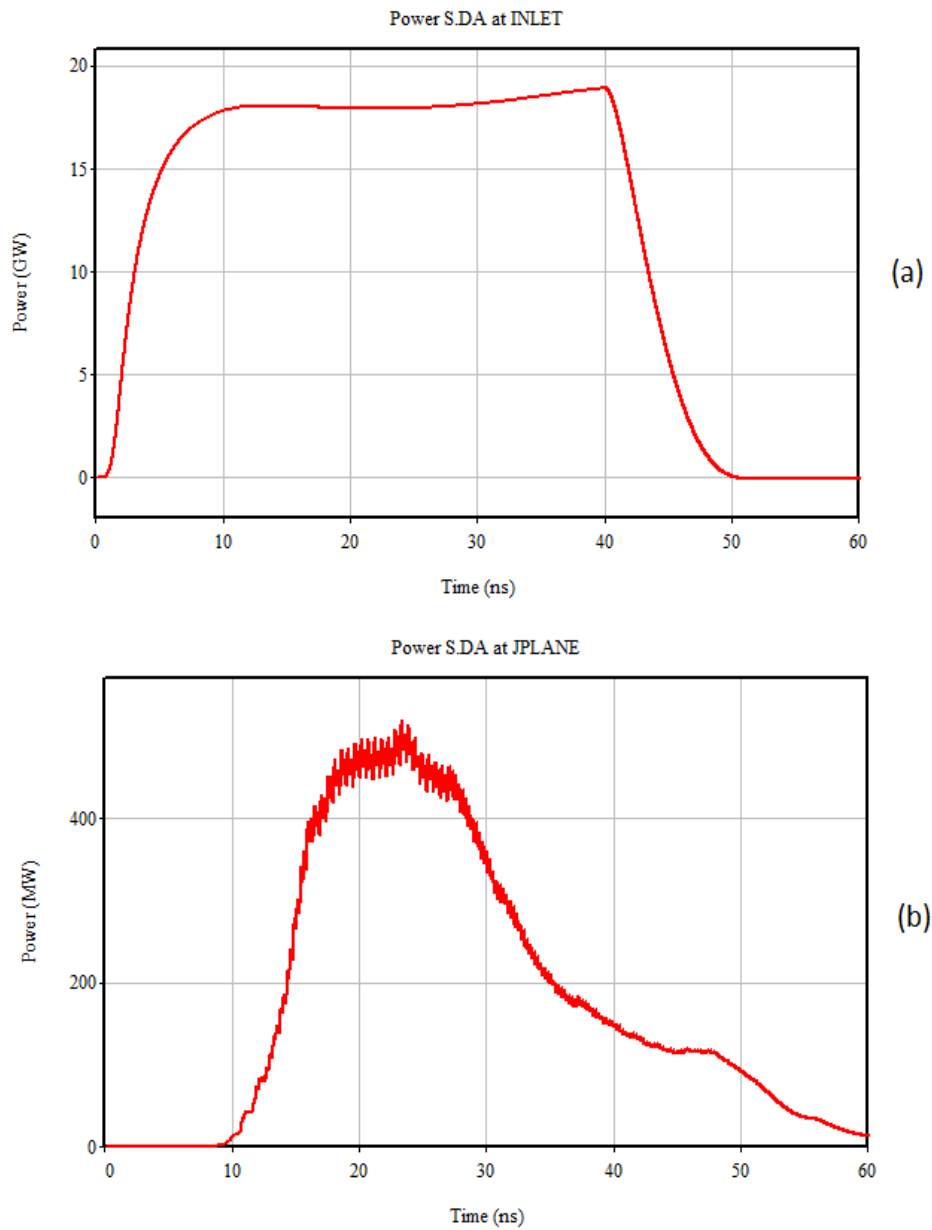 Power S.DA at INLET
20
15
10
5
0
Power (GW)
(a)
0 10 20 30 40 50 60
Time (ns)
Power S.DA at JPLANE
400
200
0
Power (MW)
(b)
0 10 20 30 40 50 60
Time (ns)